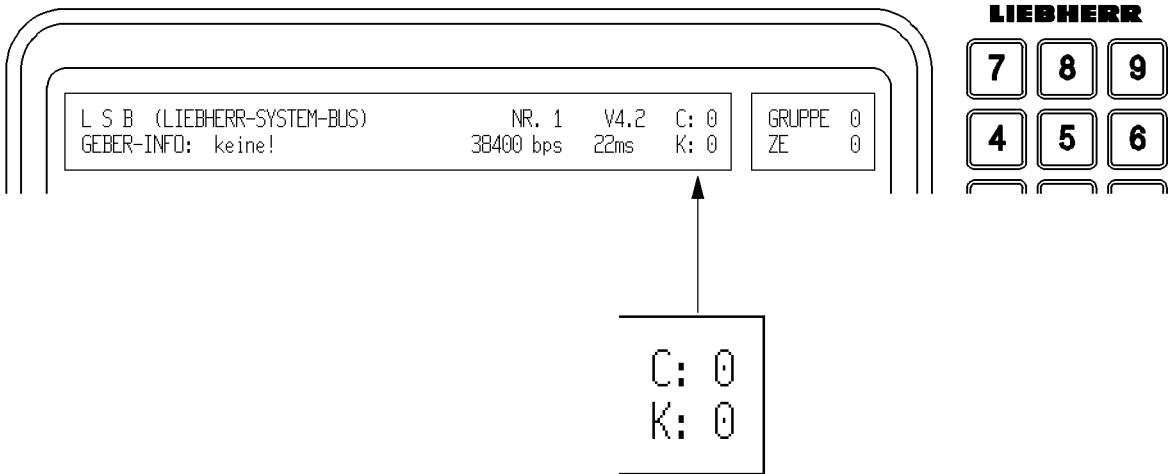 LIEBHERR
L S B (LIEBHERR-SYSTEM-BUS) NR. 1 V4.2 C: 0
GEBER-INFO: keine! 38400 bps 22ms K: 0
GRUPPE 0
ZE 0
7 8 9
4 5 6
C: 0
K: 0